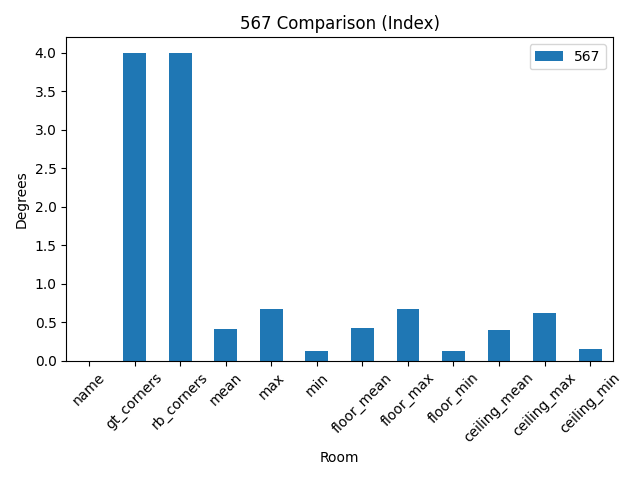 567 Comparison (Index)
567
Degrees
4.0
3.5
3.0
2.5
2.0
1.5
1.0
0.5
0.0
name
gt_corners
rb_corners
mean
max
min
floor_mean
floor_max
floor_min
ceiling_mean
ceiling_max
ceiling_min
Room